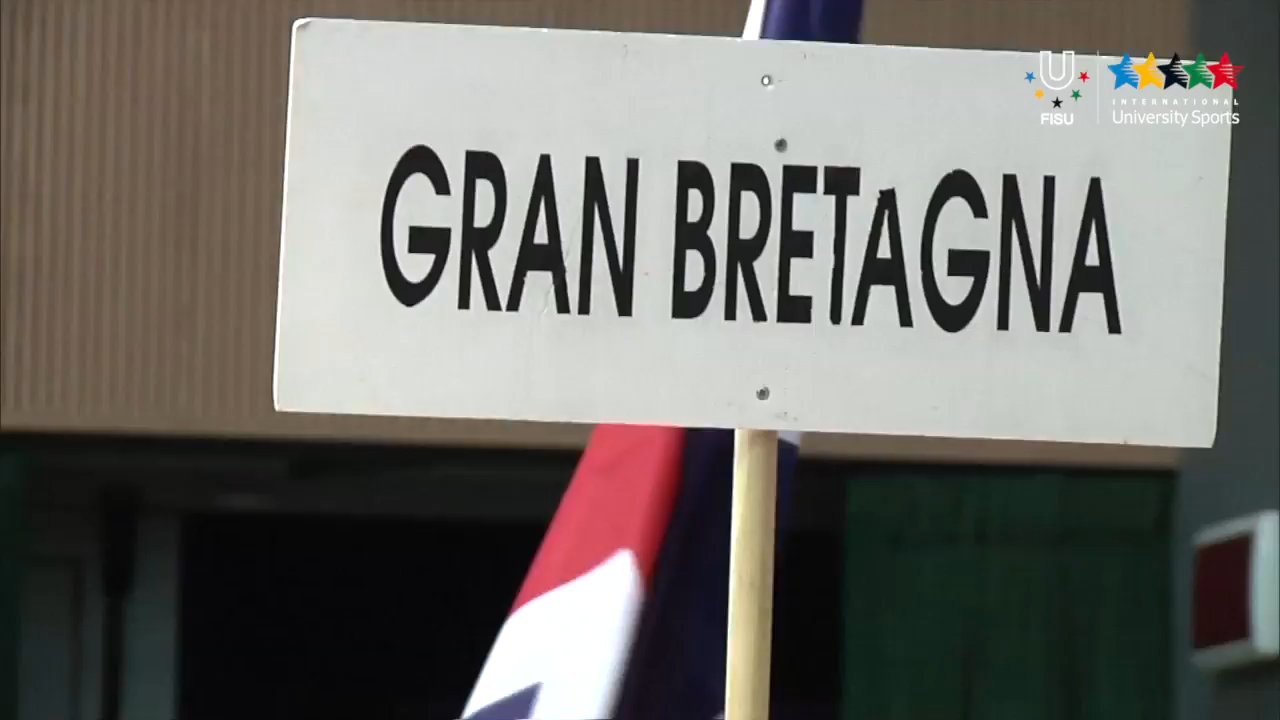 GRAN BRETAGNA
U
FISU
INTERNATIONAL
University Sports